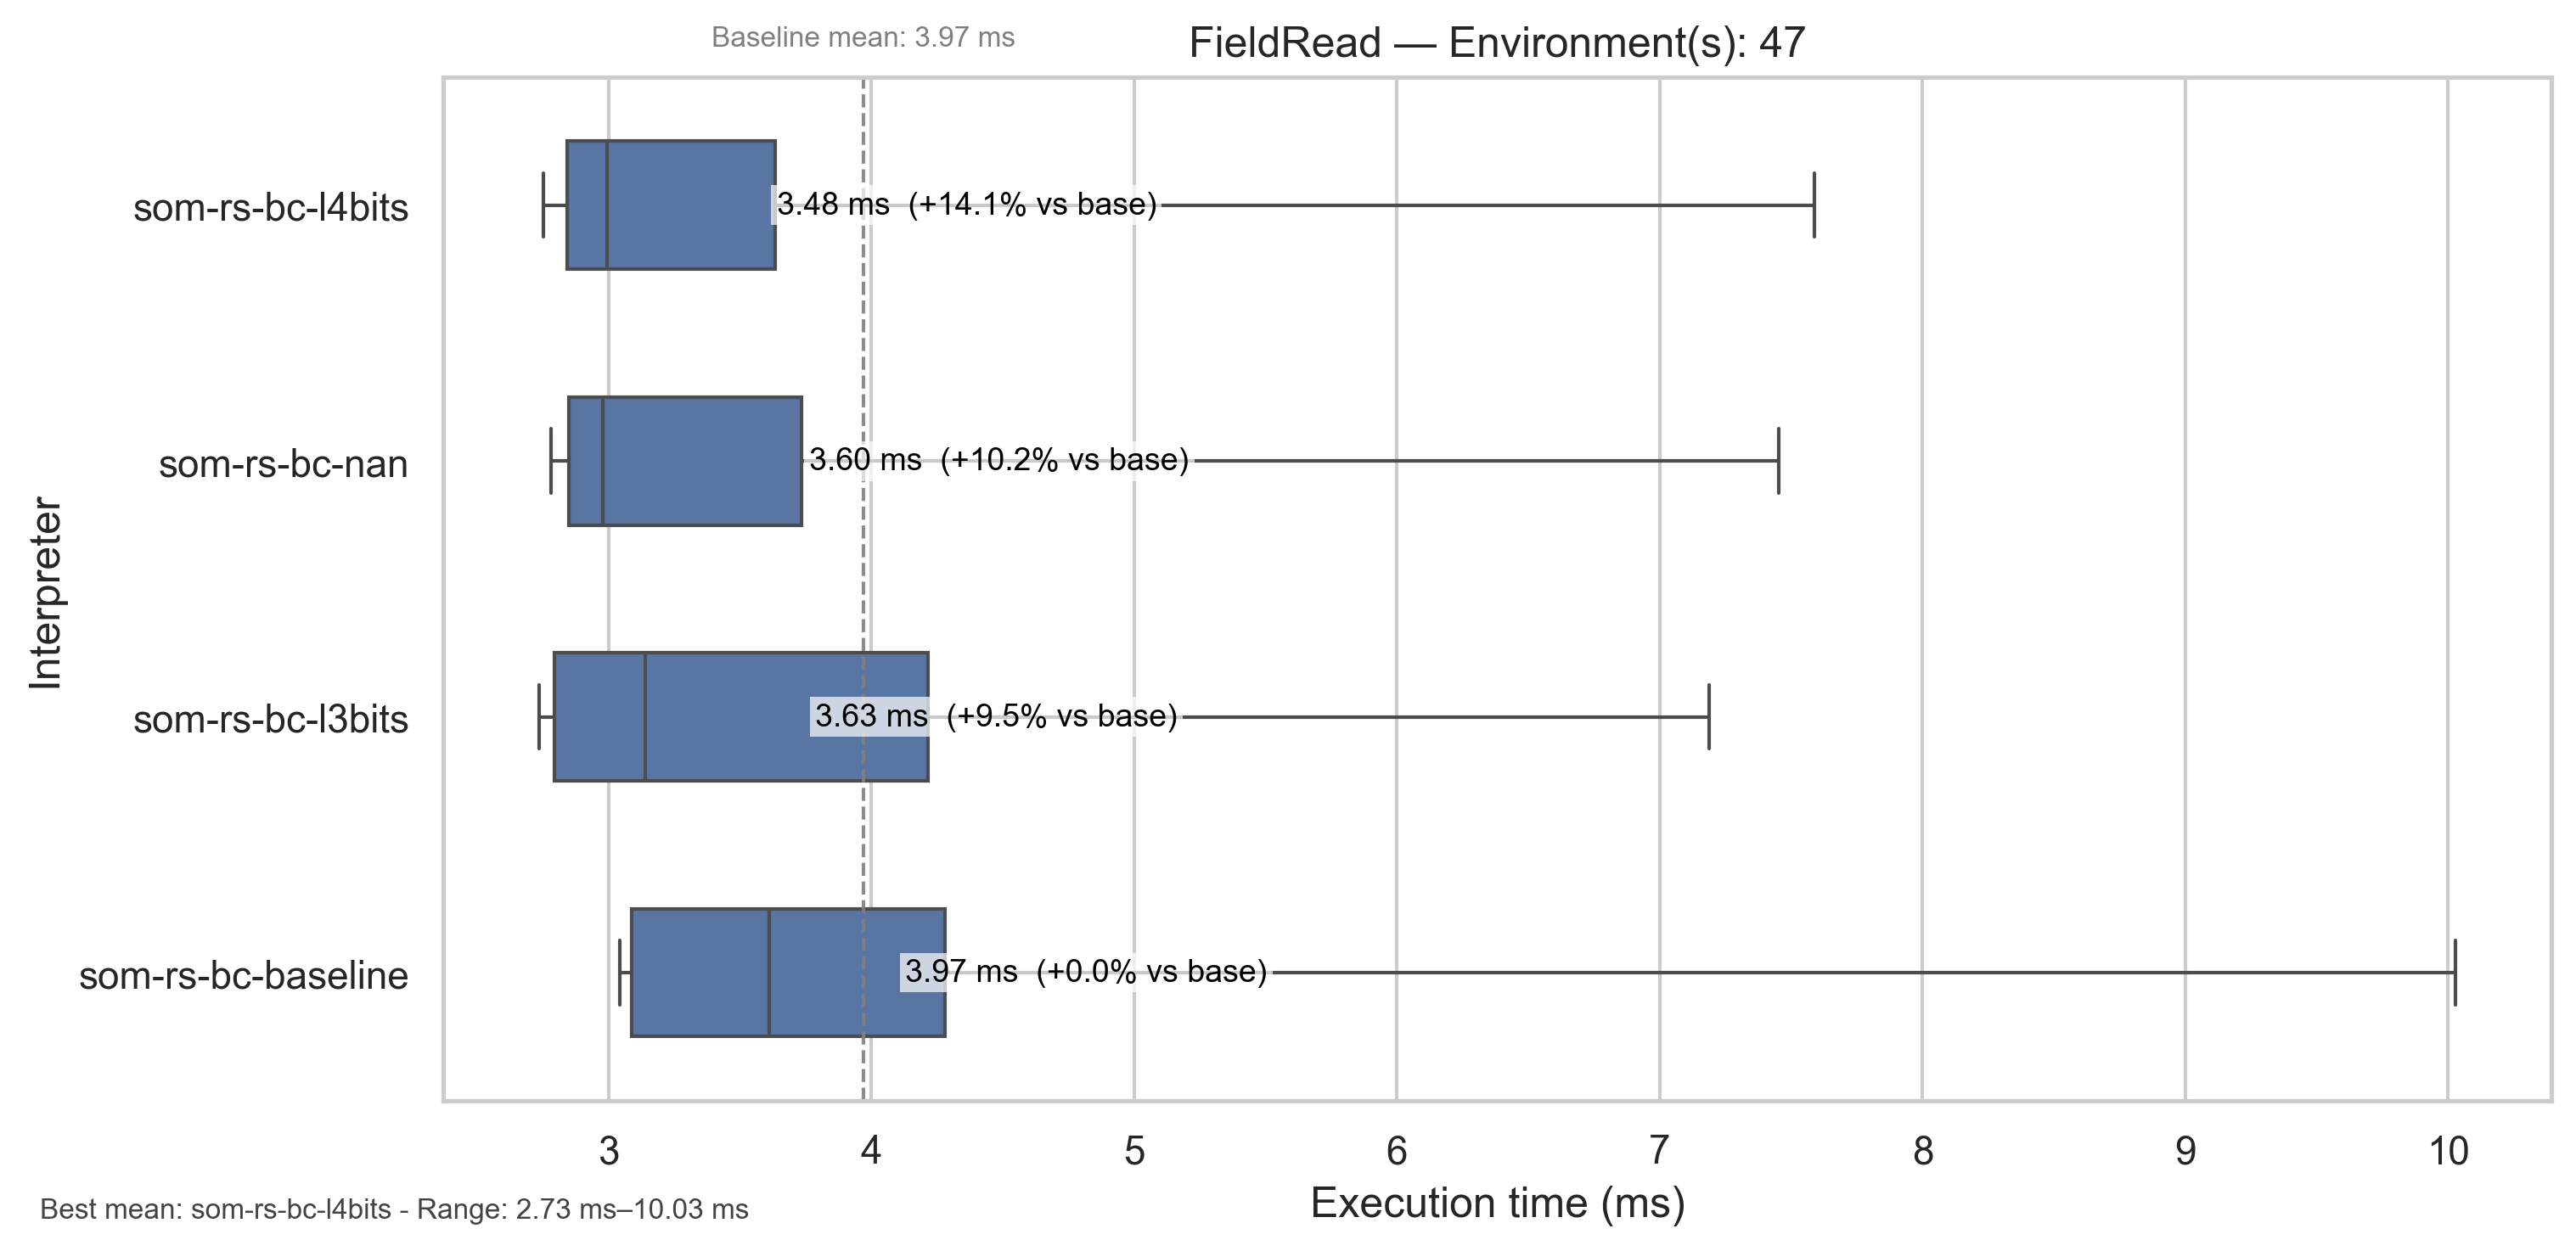 Baseline mean: 3.97 ms
FieldRead — Environment(s): 47
Interpreter
som-rs-bc-l4bits
3.48 ms (+14.1% vs base)
som-rs-bc-nan
3.60 ms (+10.2% vs base)
som-rs-bc-l3bits
3.63 ms (+9.5% vs base)
som-rs-bc-baseline
3.97 ms (+0.0% vs base)
3 4 5 6 7 8 9 10
Execution time (ms)
Best mean: som-rs-bc-l4bits - Range: 2.73 ms–10.03 ms